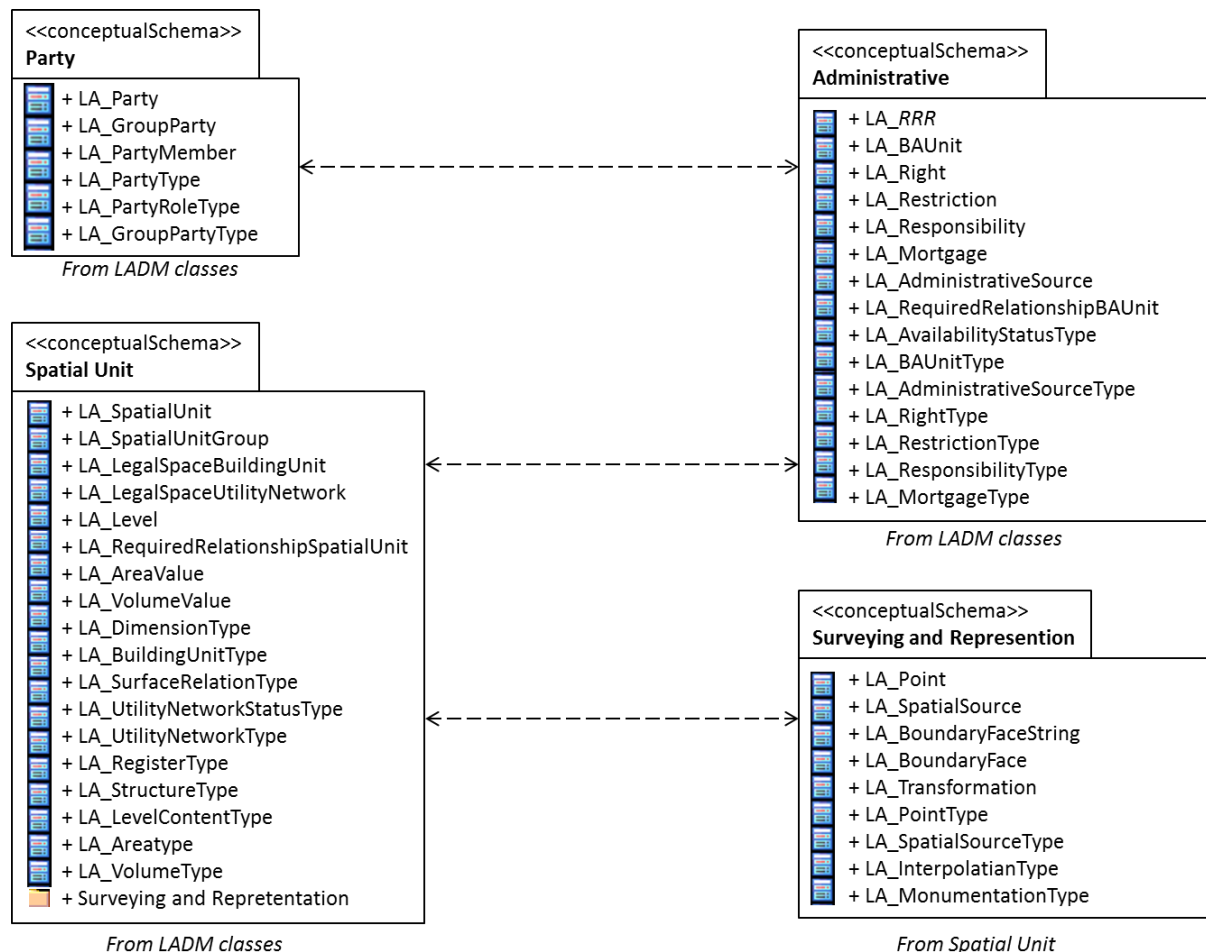 <<conceptualSchema>>
Party
+ LA_Party
+ LA_GroupParty
+ LA_PartyMember
+ LA_PartyType
+ LA_PartyRoleType
+ LA_GroupPartyType
From LADM classes
<<conceptualSchema>>
Administrative
+ LA_RRR
+ LA_BAUnit
+ LA_Right
+ LA_Restriction
+ LA_Responsibility
+ LA_Mortgage
+ LA_AdministrativeSource
+ LA_RequiredRelationshipBAUnit
+ LA_AvailabilityStatusType
+ LA_BAUnitType
+ LA_AdministrativeSourceType
+ LA_RightType
+ LA_RestrictionType
+ LA_ResponsibilityType
+ LA_MortgageType
From LADM classes
<<conceptualSchema>>
Spatial Unit
+ LA_SpatialUnit
+ LA_SpatialUnitGroup
+ LA_LegalSpaceBuildingUnit
+ LA_LegalSpaceUtilityNetwork
+ LA_Level
+ LA_RequiredRelationshipSpatialUnit
+ LA_AreaValue
+ LA_VolumeValue
+ LA_DimensionType
+ LA_BuildingUnitType
+ LA_SurfaceRelationType
+ LA_UtilityNetworkStatusType
+ LA_UtilityNetworkType
+ LA_RegisterType
+ LA_StructureType
+ LA_LevelContentType
+ LA_Areatype
+ LA_VolumeType
+ Surveying and Repretentation
From LADM classes
<<conceptualSchema>>
Surveying and Represention
+ LA_Point
+ LA_SpatialSource
+ LA_BoundaryFaceString
+ LA_BoundaryFace
+ LA_Transformation
+ LA_PointType
+ LA_SpatialSourceType
+ LA_InterpolatianType
+ LA_MonumentationType
From Spatial Unit